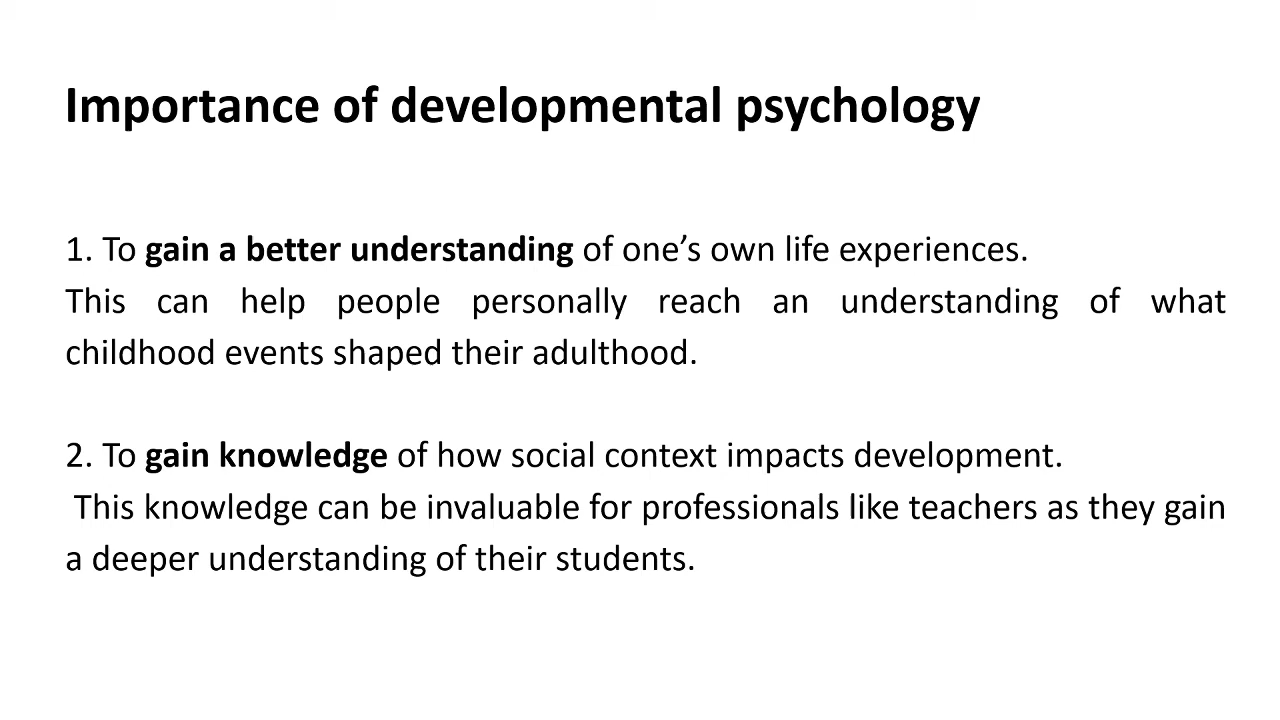 Importance of developmental psychology
1. To gain a better understanding of one’s own life experiences.
This can help people personally reach an understanding of what
childhood events shaped their adulthood.
2. To gain knowledge of how social context impacts development.
This knowledge can be invaluable for professionals like teachers as they gain
a deeper understanding of their students.